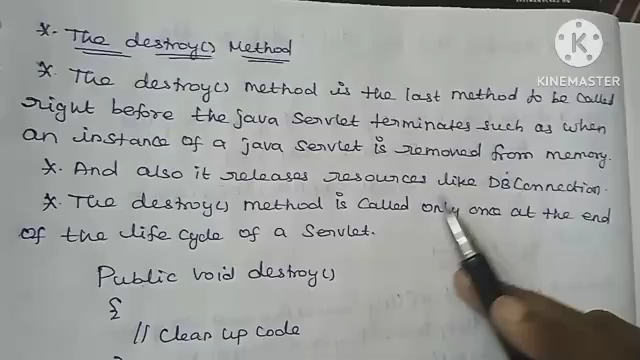 *. The destroy() Method
KINEMASTER
*. The destroy() method is the last method to be called
right before the java Servlet terminates such as when
an instance of a java Servlet is removed from memory.
*. And also it releases resources like DB Connection.
*. The destroy() method is called only once at the end
of the life cycle of a Servlet.
Public void destroy()
{
// Clean up code